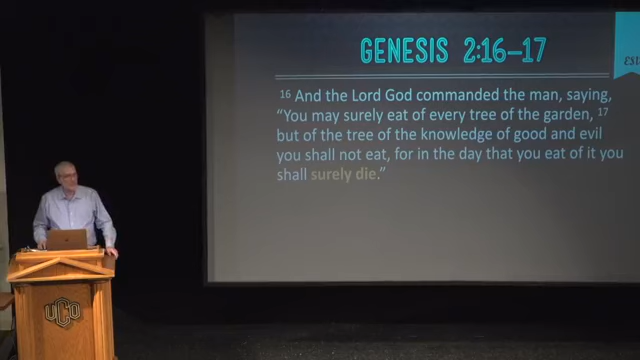 GENESIS 2:16–17
ESV
16 And the Lord God commanded the man, saying,
"You may surely eat of every tree of the garden, 17
but of the tree of the knowledge of good and evil
you shall not eat, for in the day that you eat of it you
shall surely die."
UCO